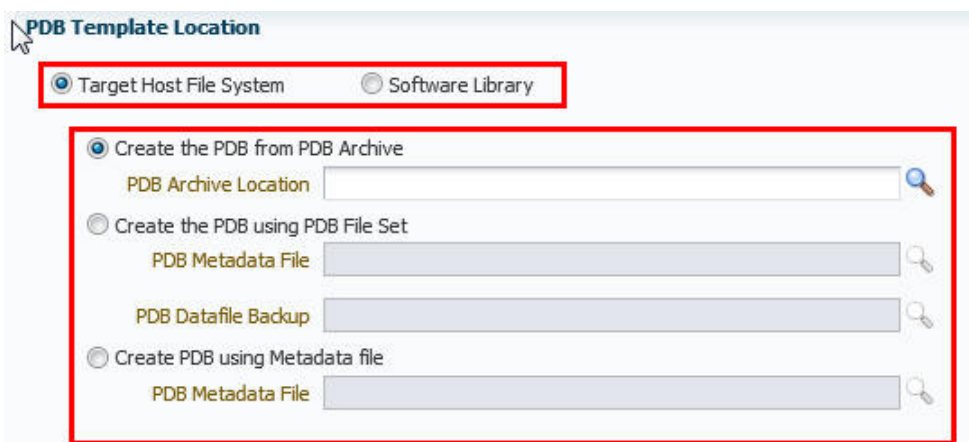 PDB Template Location
Target Host File System Software Library
Create the PDB from PDB Archive
PDB Archive Location
Create the PDB using PDB File Set
PDB Metadata File
PDB Datafile Backup
Create PDB using Metadata file
PDB Metadata File